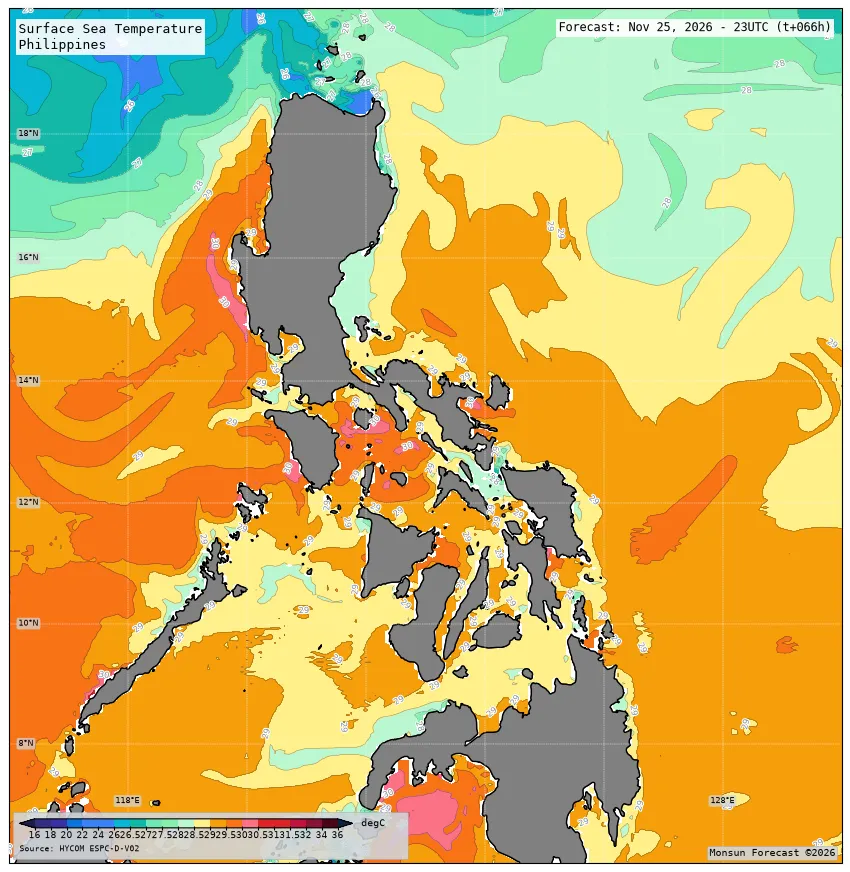 Surface Sea Temperature
Philippines
Forecast: Nov 25, 2026 - 23UTC (t+066h)
18°N
16°N
14°N
12°N
10°N
8°N
118°E
128°E
16 18 20 22 24 26 26.5 27 27.5 28 28.5 29 29.5 30 30.5 31 31.5 32 34 36 degC
Source: HYCOM ESPC-D-V02
Monsun Forecast ©2026